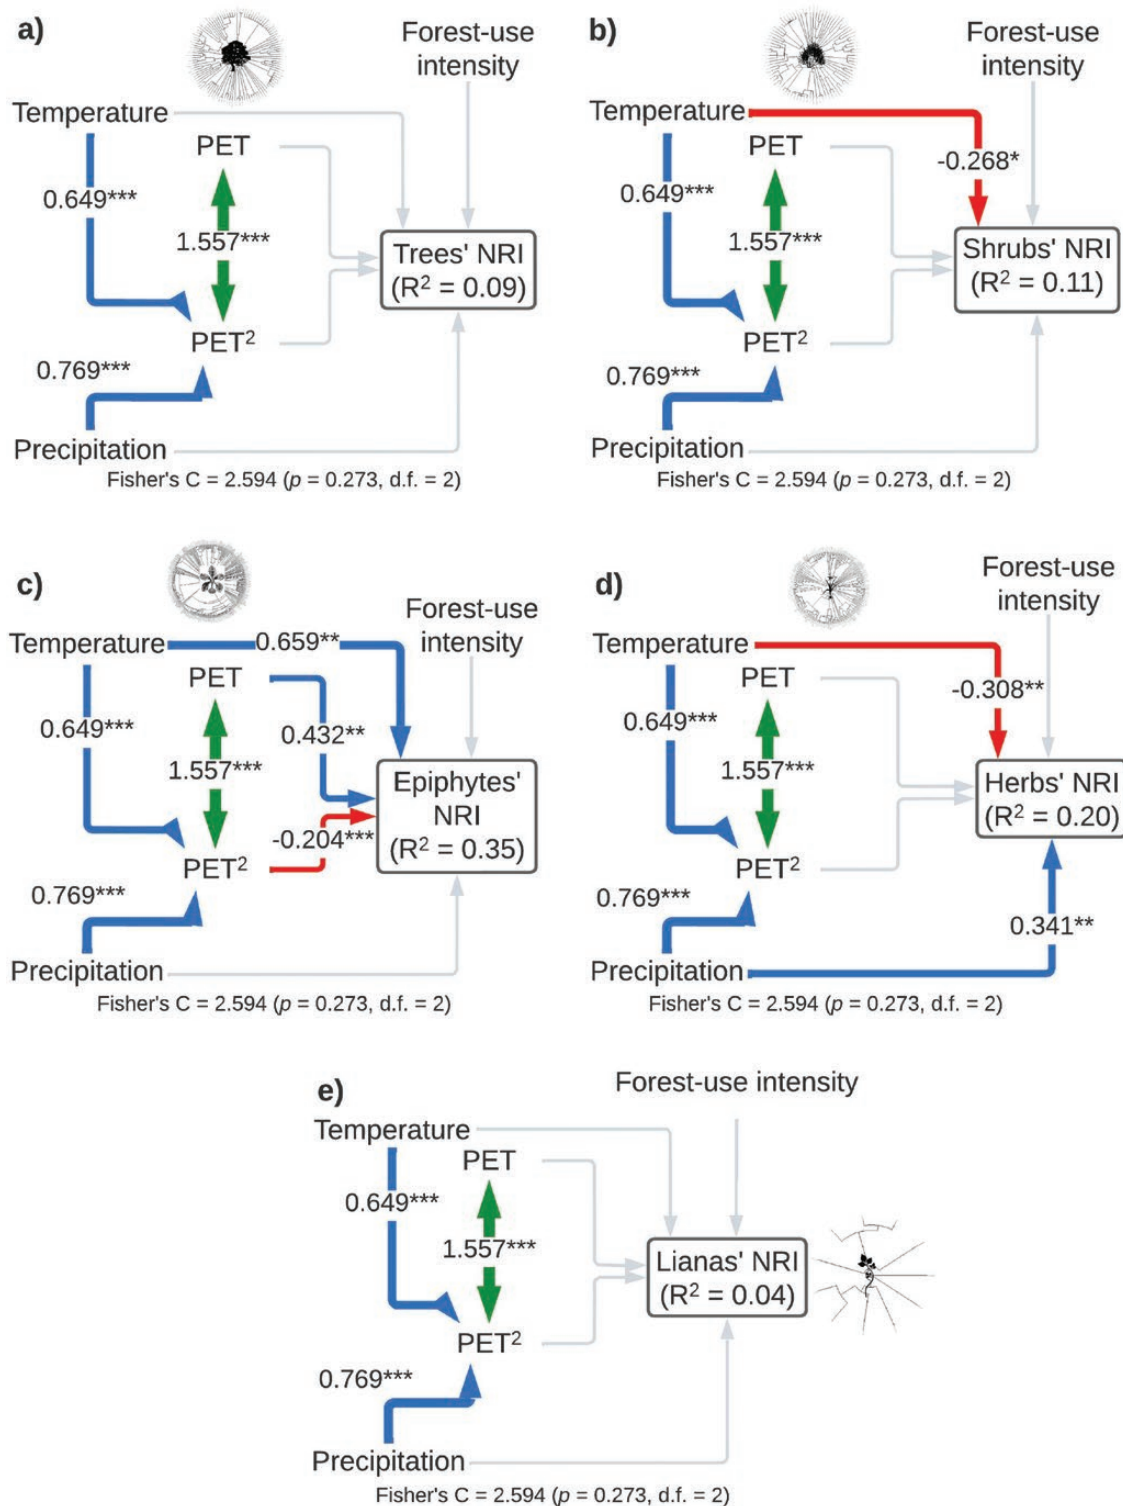 a)
Forest-use
intensity
Temperature
PET
0.649***
1.557***
Trees' NRI
(R² = 0.09)
PET²
0.769***
Precipitation
Fisher's C = 2.594 (p = 0.273, d.f. = 2)
b)
Forest-use
intensity
Temperature
PET
-0.268*
0.649***
1.557***
Shrubs' NRI
(R² = 0.11)
PET²
0.769***
Precipitation
Fisher's C = 2.594 (p = 0.273, d.f. = 2)
c)
Forest-use
intensity
Temperature
0.659**
PET
0.649***
0.432**
1.557***
Epiphytes'
NRI
(R² = 0.35)
-0.204***
PET²
0.769***
Precipitation
Fisher's C = 2.594 (p = 0.273, d.f. = 2)
d)
Forest-use
intensity
Temperature
PET
-0.308**
0.649***
1.557***
Herbs' NRI
(R² = 0.20)
PET²
0.769***
0.341**
Precipitation
Fisher's C = 2.594 (p = 0.273, d.f. = 2)
e)
Forest-use intensity
Temperature
PET
0.649***
1.557***
Lianas' NRI
(R² = 0.04)
PET²
0.769***
Precipitation
Fisher's C = 2.594 (p = 0.273, d.f. = 2)